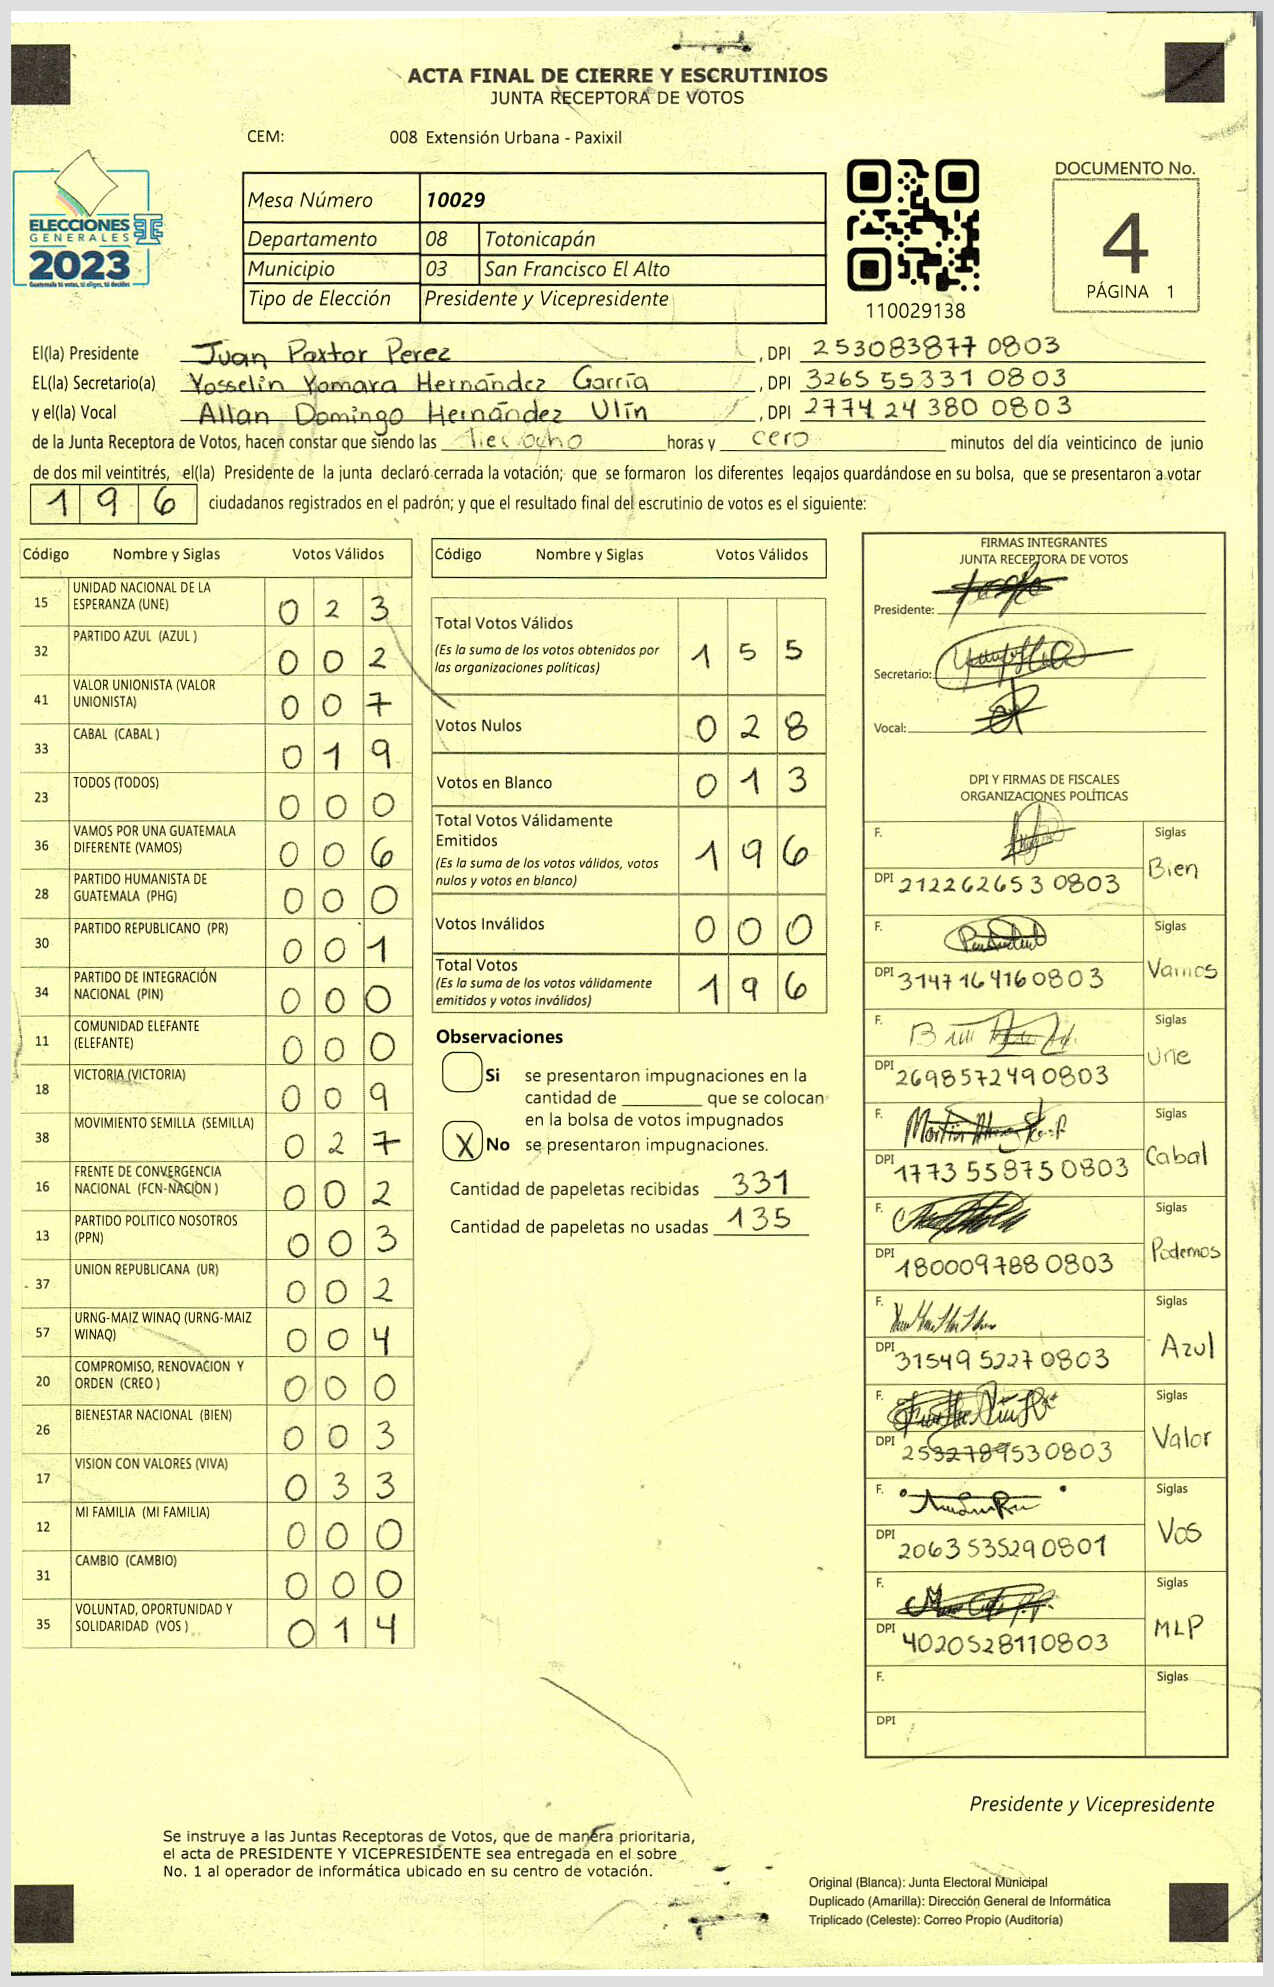 ACTA FINAL DE CIERRE Y ESCRUTINIOS
JUNTA RECEPTORA DE VOTOS
CEM: 008 Extensión Urbana - Paxixil
DOCUMENTO No.
4
PÁGINA 1
ELECCIONES
GENERALES
2023
Guatemala tú votas, tú eliges, tú decides
Mesa Número 10029
Departamento 08 Totonicapán
Municipio 03 San Francisco El Alto
Tipo de Elección Presidente y Vicepresidente
110029138
El(la) Presidente Juan Paxtor Perez , DPI 253083877 0803
EL(la) Secretario(a) Yosselin Yomara Hernández García , DPI 3265 55331 0803
y el(la) Vocal Allan Domingo Hernández Ulín , DPI 2774 24 380 0803
de la Junta Receptora de Votos, hacen constar que siendo las Dieciocho horas y cero minutos del día veinticinco de junio
de dos mil veintitrés, el(la) Presidente de la junta declaró cerrada la votación; que se formaron los diferentes legajos guardándose en su bolsa, que se presentaron a votar
196 ciudadanos registrados en el padrón; y que el resultado final del escrutinio de votos es el siguiente:
Código Nombre y Siglas Votos Válidos
15 UNIDAD NACIONAL DE LA ESPERANZA (UNE) 0 2 3
32 PARTIDO AZUL (AZUL ) 0 0 2
41 VALOR UNIONISTA (VALOR UNIONISTA) 0 0 7
33 CABAL (CABAL ) 0 1 9
23 TODOS (TODOS) 0 0 0
36 VAMOS POR UNA GUATEMALA DIFERENTE (VAMOS) 0 0 6
28 PARTIDO HUMANISTA DE GUATEMALA (PHG) 0 0 0
30 PARTIDO REPUBLICANO (PR) 0 0 1
34 PARTIDO DE INTEGRACIÓN NACIONAL (PIN) 0 0 0
11 COMUNIDAD ELEFANTE (ELEFANTE) 0 0 0
18 VICTORIA (VICTORIA) 0 0 9
38 MOVIMIENTO SEMILLA (SEMILLA) 0 2 7
16 FRENTE DE CONVERGENCIA NACIONAL (FCN-NACION ) 0 0 2
13 PARTIDO POLITICO NOSOTROS (PPN) 0 0 3
37 UNION REPUBLICANA (UR) 0 0 2
57 URNG-MAIZ WINAQ (URNG-MAIZ WINAQ) 0 0 4
20 COMPROMISO, RENOVACION Y ORDEN (CREO ) 0 0 0
26 BIENESTAR NACIONAL (BIEN) 0 0 3
17 VISION CON VALORES (VIVA) 0 3 3
12 MI FAMILIA (MI FAMILIA) 0 0 0
31 CAMBIO (CAMBIO) 0 0 0
35 VOLUNTAD, OPORTUNIDAD Y SOLIDARIDAD (VOS ) 0 1 4
Código Nombre y Siglas Votos Válidos
Total Votos Válidos 1 5 5
(Es la suma de los votos obtenidos por
las organizaciones políticas)
Votos Nulos 0 2 8
Votos en Blanco 0 1 3
Total Votos Válidamente
Emitidos 1 9 6
(Es la suma de los votos válidos, votos
nulos y votos en blanco)
Votos Inválidos 0 0 0
Total Votos 1 9 6
(Es la suma de los votos válidamente
emitidos y votos inválidos)
Observaciones
Si se presentaron impugnaciones en la
cantidad de ________ que se colocan
en la bolsa de votos impugnados
X No se presentaron impugnaciones.
Cantidad de papeletas recibidas 331
Cantidad de papeletas no usadas 135
FIRMAS INTEGRANTES
JUNTA RECEPTORA DE VOTOS
Presidente:
Secretario:
Vocal:
DPI Y FIRMAS DE FISCALES
ORGANIZACIONES POLÍTICAS
F. Siglas
DPI 212262653 0803 Bien
F. Siglas
DPI 3147 164160803 Vamos
F. Siglas
DPI 2698572490803 Une
F. Siglas
DPI 1773 55875 0803 Cabal
F. Siglas
DPI 180009788 0803 Podemos
F. Siglas
DPI 31549 5227 0803 Azul
F. Siglas
DPI 2532789530803 Valor
F. Siglas
DPI 2063 53529 0801 Vos
F. Siglas
DPI 4020528110803 MLP
F. Siglas
DPI
Presidente y Vicepresidente
Se instruye a las Juntas Receptoras de Votos, que de manera prioritaria,
el acta de PRESIDENTE Y VICEPRESIDENTE sea entregada en el sobre
No. 1 al operador de informática ubicado en su centro de votación.
Original (Blanca): Junta Electoral Municipal
Duplicado (Amarilla): Dirección General de Informática
Triplicado (Celeste): Correo Propio (Auditoría)